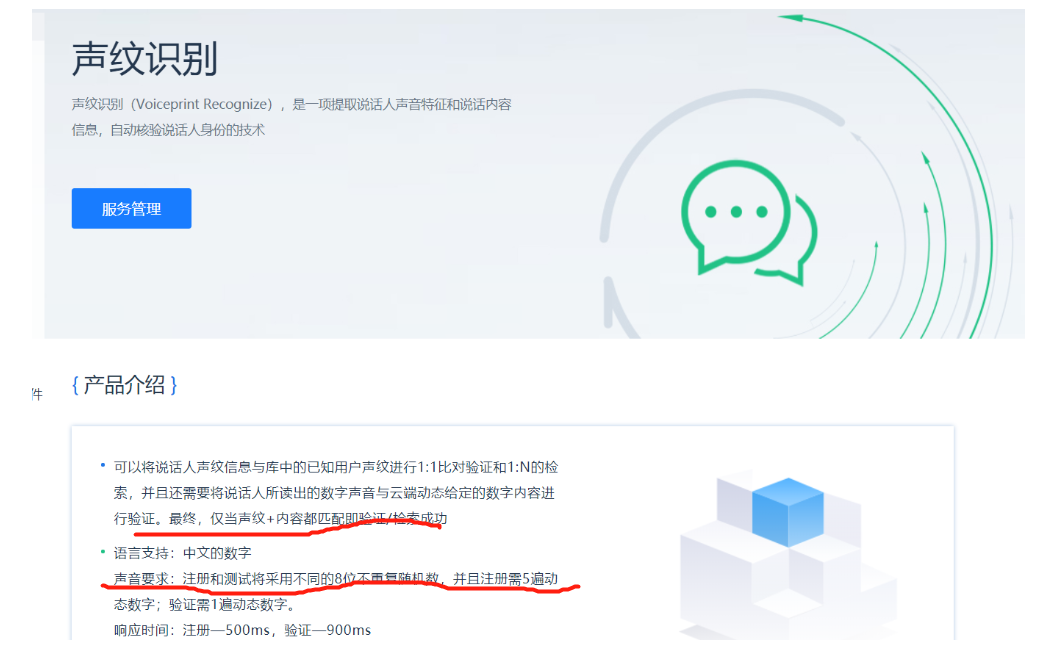 声纹识别
声纹识别（Voiceprint Recognize），是一项提取说话人声音特征和说话内容
信息，自动核验说话人身份的技术
服务管理
件
{ 产品介绍 }
可以将说话人声纹信息与库中的已知用户声纹进行1:1比对验证和1:N的检
索，并且还需要将说话人所读出的数字声音与云端动态给定的数字内容进
行验证。最终，仅当声纹+内容都匹配即验证/检索成功
语言支持：中文的数字
声音要求：注册和测试将采用不同的8位不重复随机数，并且注册需5遍动
态数字；验证需1遍动态数字。
响应时间：注册—500ms，验证—900ms